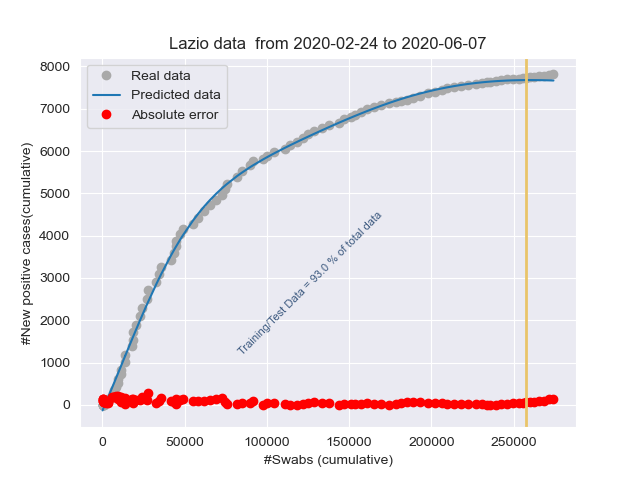 Lazio data  from 2020-02-24 to 2020-06-07
8000
7000
6000
5000
4000
3000
2000
1000
0
#New positive cases(cumulative)
Real data
Predicted data
Absolute error
Training/Test Data = 93.0 % of total data
0
50000
100000
150000
200000
250000
#Swabs (cumulative)